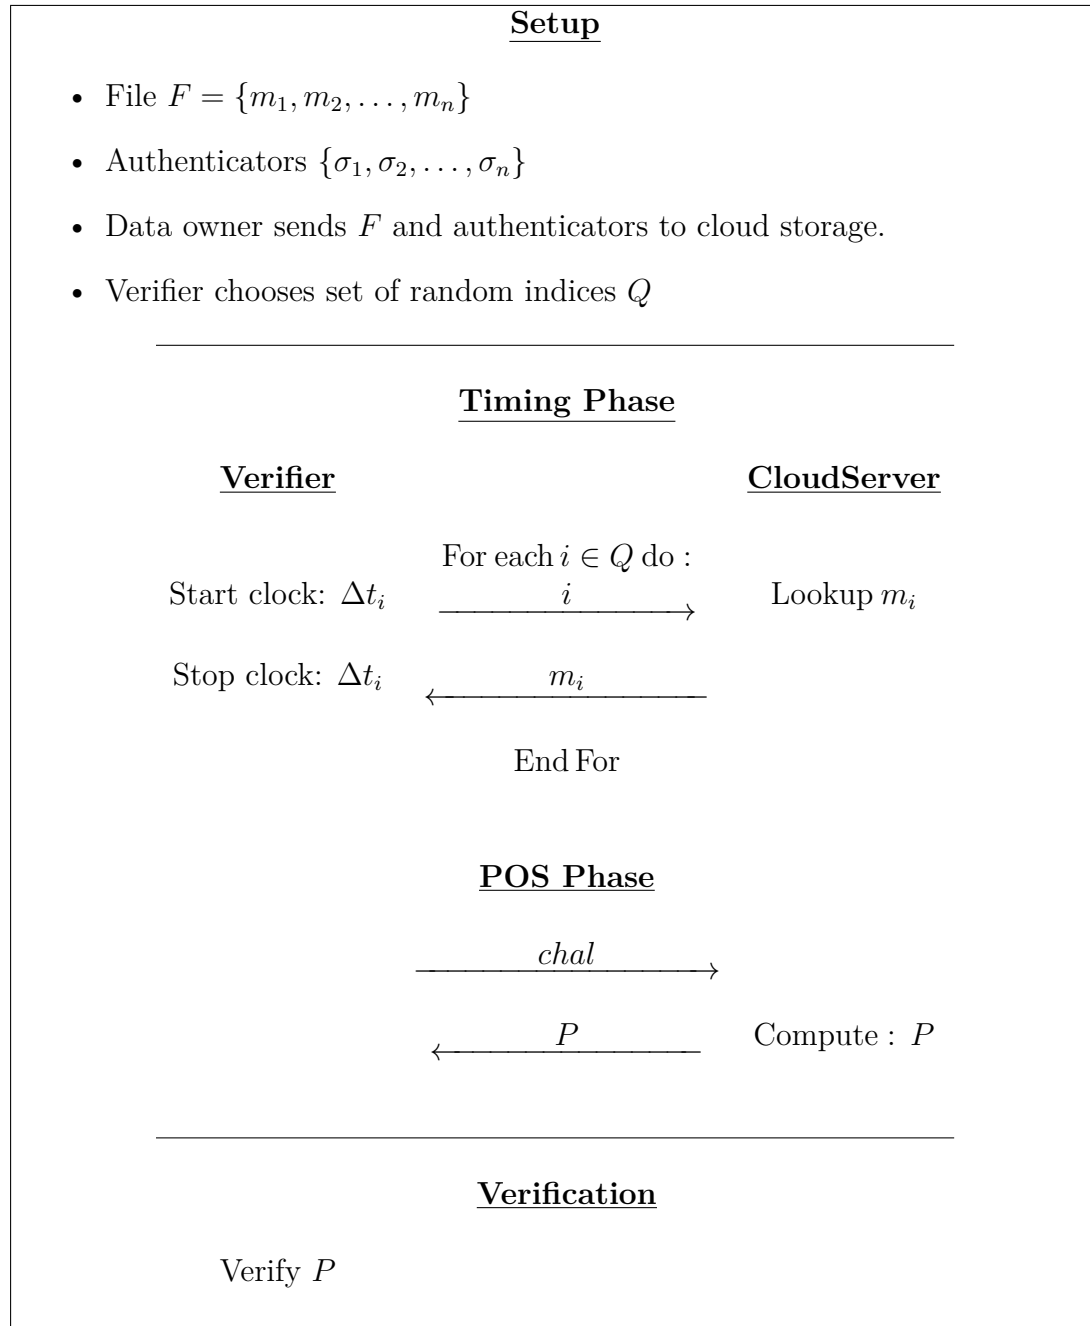 Setup
• File F = {m₁, m₂, . . . , mₙ}
• Authenticators {σ₁, σ₂, . . . , σₙ}
• Data owner sends F and authenticators to cloud storage.
• Verifier chooses set of random indices Q
Timing Phase
Verifier CloudServer
For each i ∈ Q do :
Start clock: Δtᵢ i Lookup mᵢ
Stop clock: Δtᵢ mᵢ
End For
POS Phase
chal
P Compute : P
Verification
Verify P